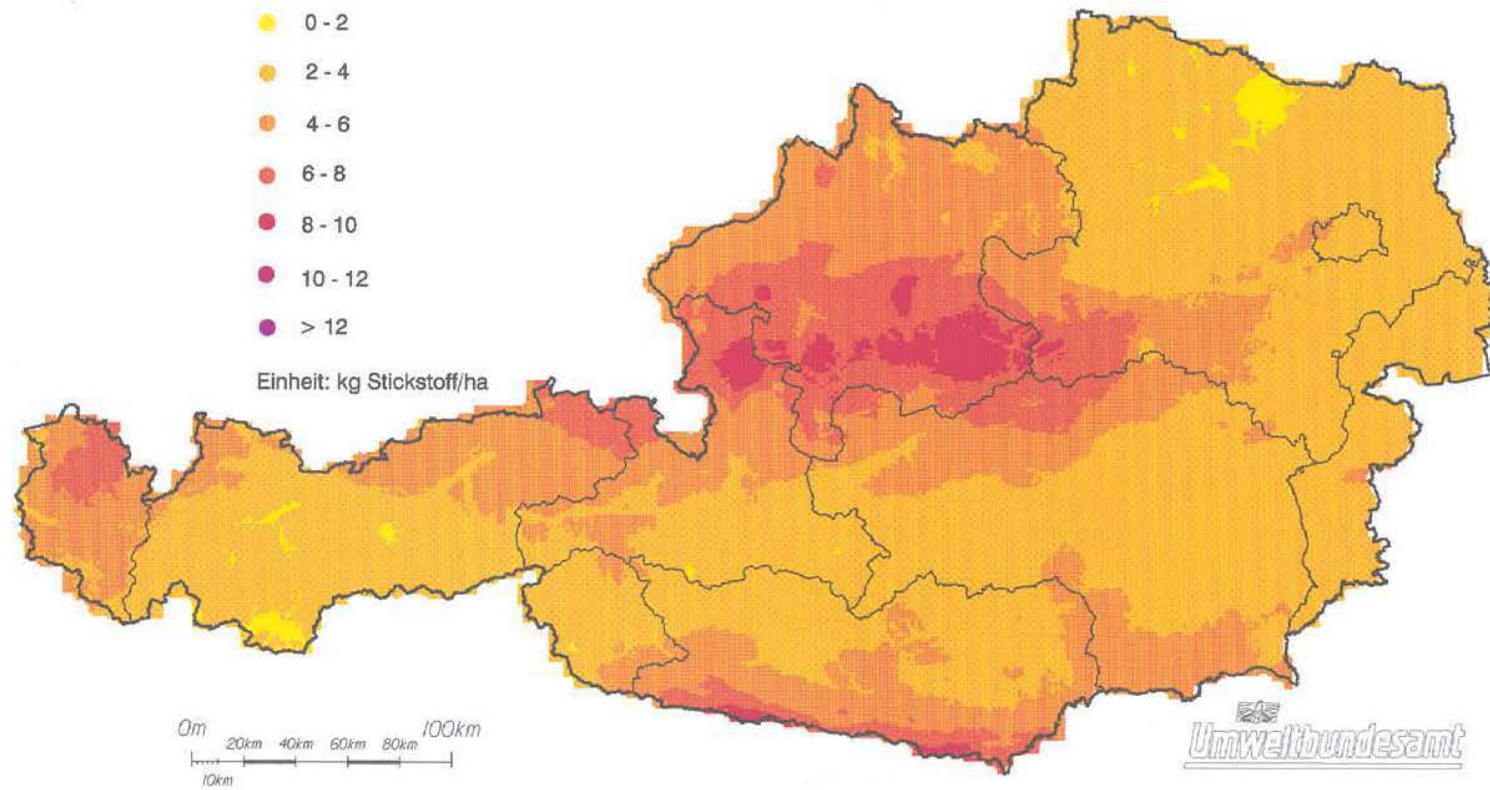 0 - 2
2 - 4
4 - 6
6 - 8
8 - 10
10 - 12
> 12
Einheit: kg Stickstoff/ha
0m 20km 40km 60km 80km 100km
10km
Umweltbundesamt